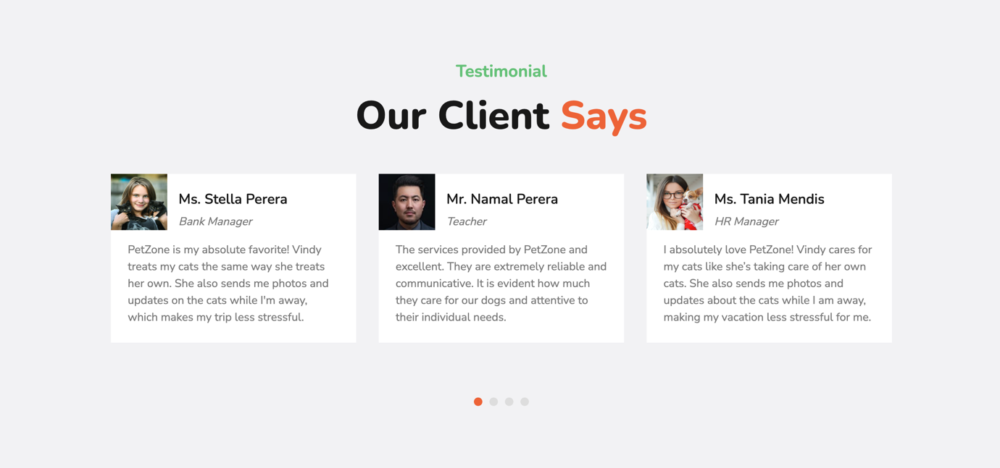 Testimonial
Our Client Says
Ms. Stella Perera
Bank Manager
PetZone is my absolute favorite! Vindy
treats my cats the same way she treats
her own. She also sends me photos and
updates on the cats while I'm away,
which makes my trip less stressful.
Mr. Namal Perera
Teacher
The services provided by PetZone and
excellent. They are extremely reliable and
communicative. It is evident how much
they care for our dogs and attentive to
their individual needs.
Ms. Tania Mendis
HR Manager
I absolutely love PetZone! Vindy cares for
my cats like she's taking care of her own
cats. She also sends me photos and
updates about the cats while I am away,
making my vacation less stressful for me.